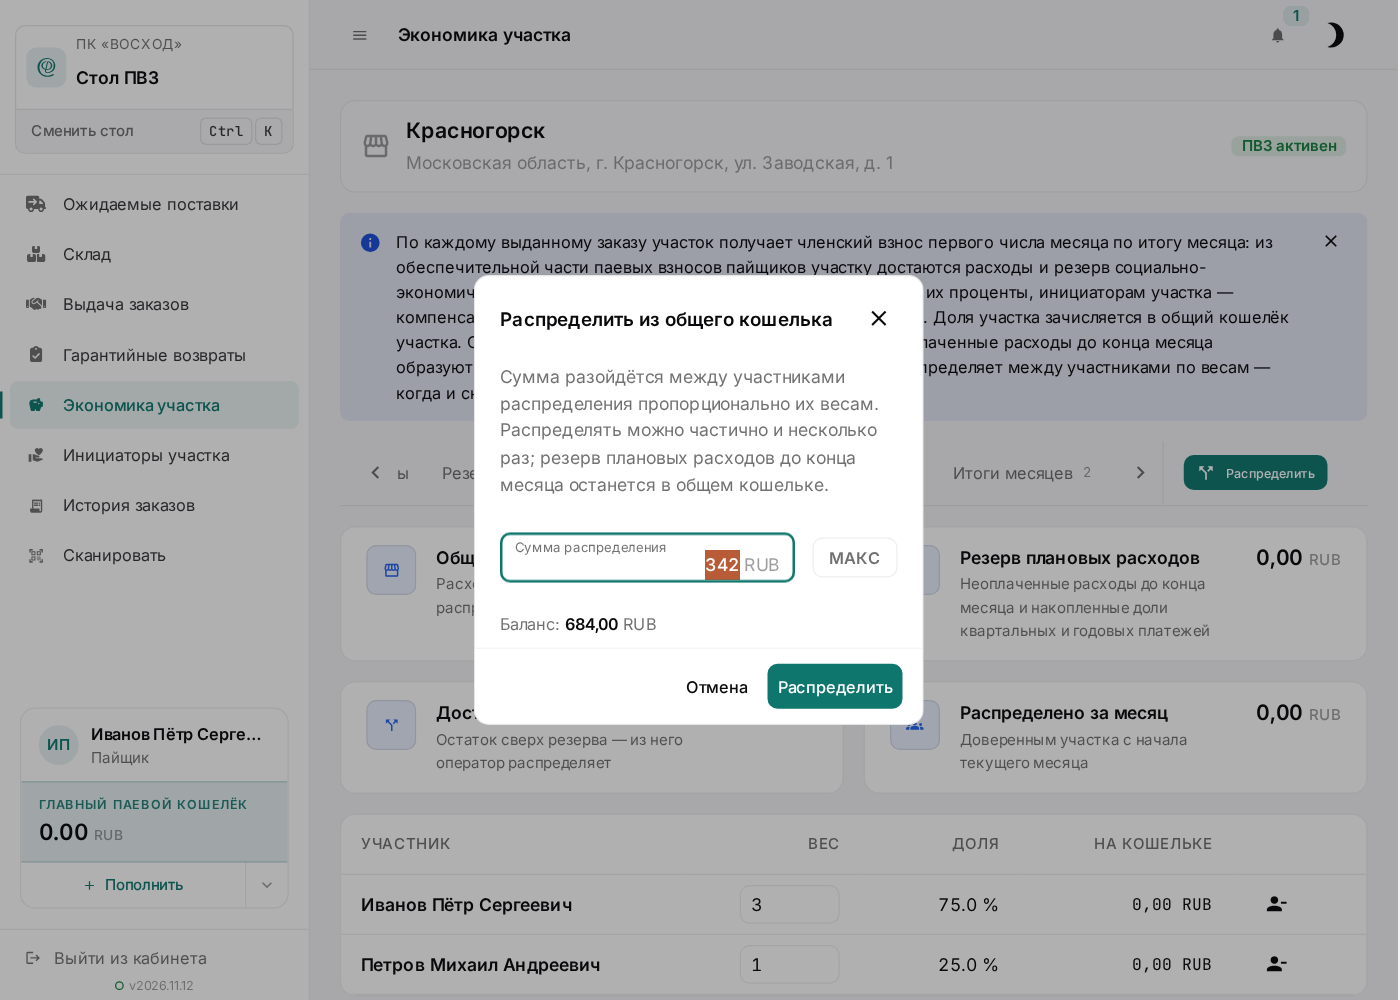 ПК «ВОСХОД»
Стол ПВЗ
Сменить стол
Ctrl K
Ожидаемые поставки
Склад
Выдача заказов
Гарантийные возвраты
Экономика участка
Инициаторы участка
История заказов
Сканировать
ИП
Иванов Пётр Серге...
Пайщик
ГЛАВНЫЙ ПАЕВОЙ КОШЕЛЁК
0.00 RUB
+ Пополнить
Выйти из кабинета
v2026.11.12
Экономика участка
1
Красногорск
Московская область, г. Красногорск, ул. Заводская, д. 1
ПВЗ активен
По каждому выданному заказу участок получает членский взнос первого числа месяца по итогу месяца: из
обеспечительной части паевых взносов пайщиков участку достаются расходы и резерв социально-
их проценты, инициаторам участка —
. Доля участка зачисляется в общий кошелёк
участка.
расходы до конца месяца
образуют
между участниками по весам —
когда и
Распределить из общего кошелька
Сумма разойдётся между участниками
распределения пропорционально их весам.
Распределять можно частично и несколько
раз; резерв плановых расходов до конца
месяца останется в общем кошельке.
Сумма распределения
342 RUB
МАКС
Баланс: 684,00 RUB
Отмена
Распределить
Итоги месяцев 2
Распределить
Резерв плановых расходов
0,00 RUB
Неоплаченные расходы до конца
месяца и накопленные доли
квартальных и годовых платежей
Остаток сверх резерва — из него
оператор распределяет
Распределено за месяц
0,00 RUB
Доверенным участка с начала
текущего месяца
УЧАСТНИК ВЕС ДОЛЯ НА КОШЕЛЬКЕ
Иванов Пётр Сергеевич 3 75.0 % 0,00 RUB
Петров Михаил Андреевич 1 25.0 % 0,00 RUB